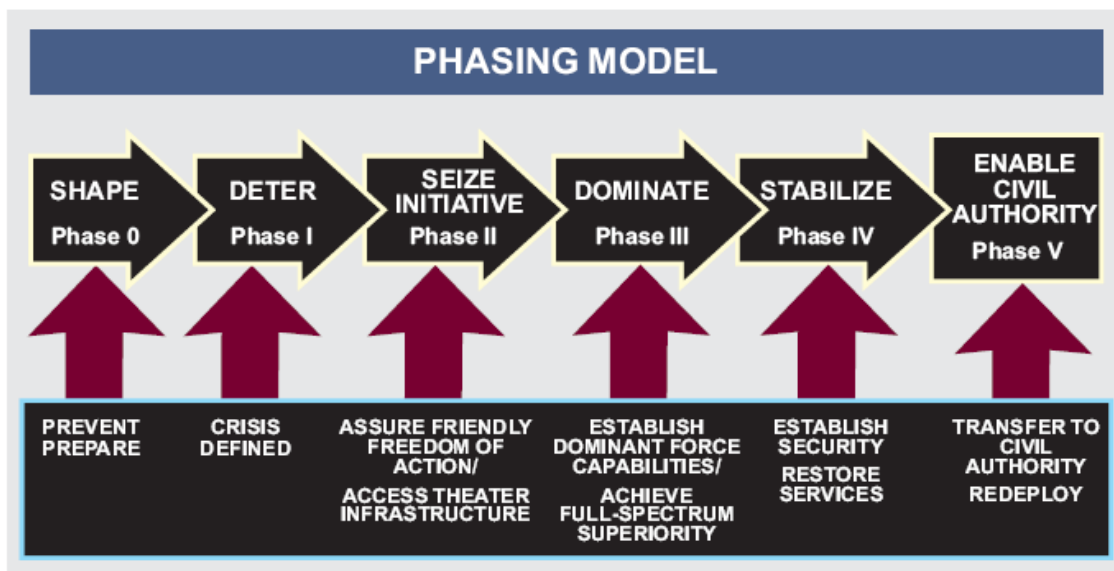 PHASING MODEL
SHAPE
Phase 0
DETER
Phase I
SEIZE
INITIATIVE
Phase II
DOMINATE
Phase III
STABILIZE
Phase IV
ENABLE
CIVIL
AUTHORITY
Phase V
PREVENT
PREPARE
CRISIS
DEFINED
ASSURE FRIENDLY
FREEDOM OF
ACTION/
ACCESS THEATER
INFRASTRUCTURE
ESTABLISH
DOMINANT FORCE
CAPABILITIES/
ACHIEVE
FULL-SPECTRUM
SUPERIORITY
ESTABLISH
SECURITY
RESTORE
SERVICES
TRANSFER TO
CIVIL
AUTHORITY
REDEPLOY